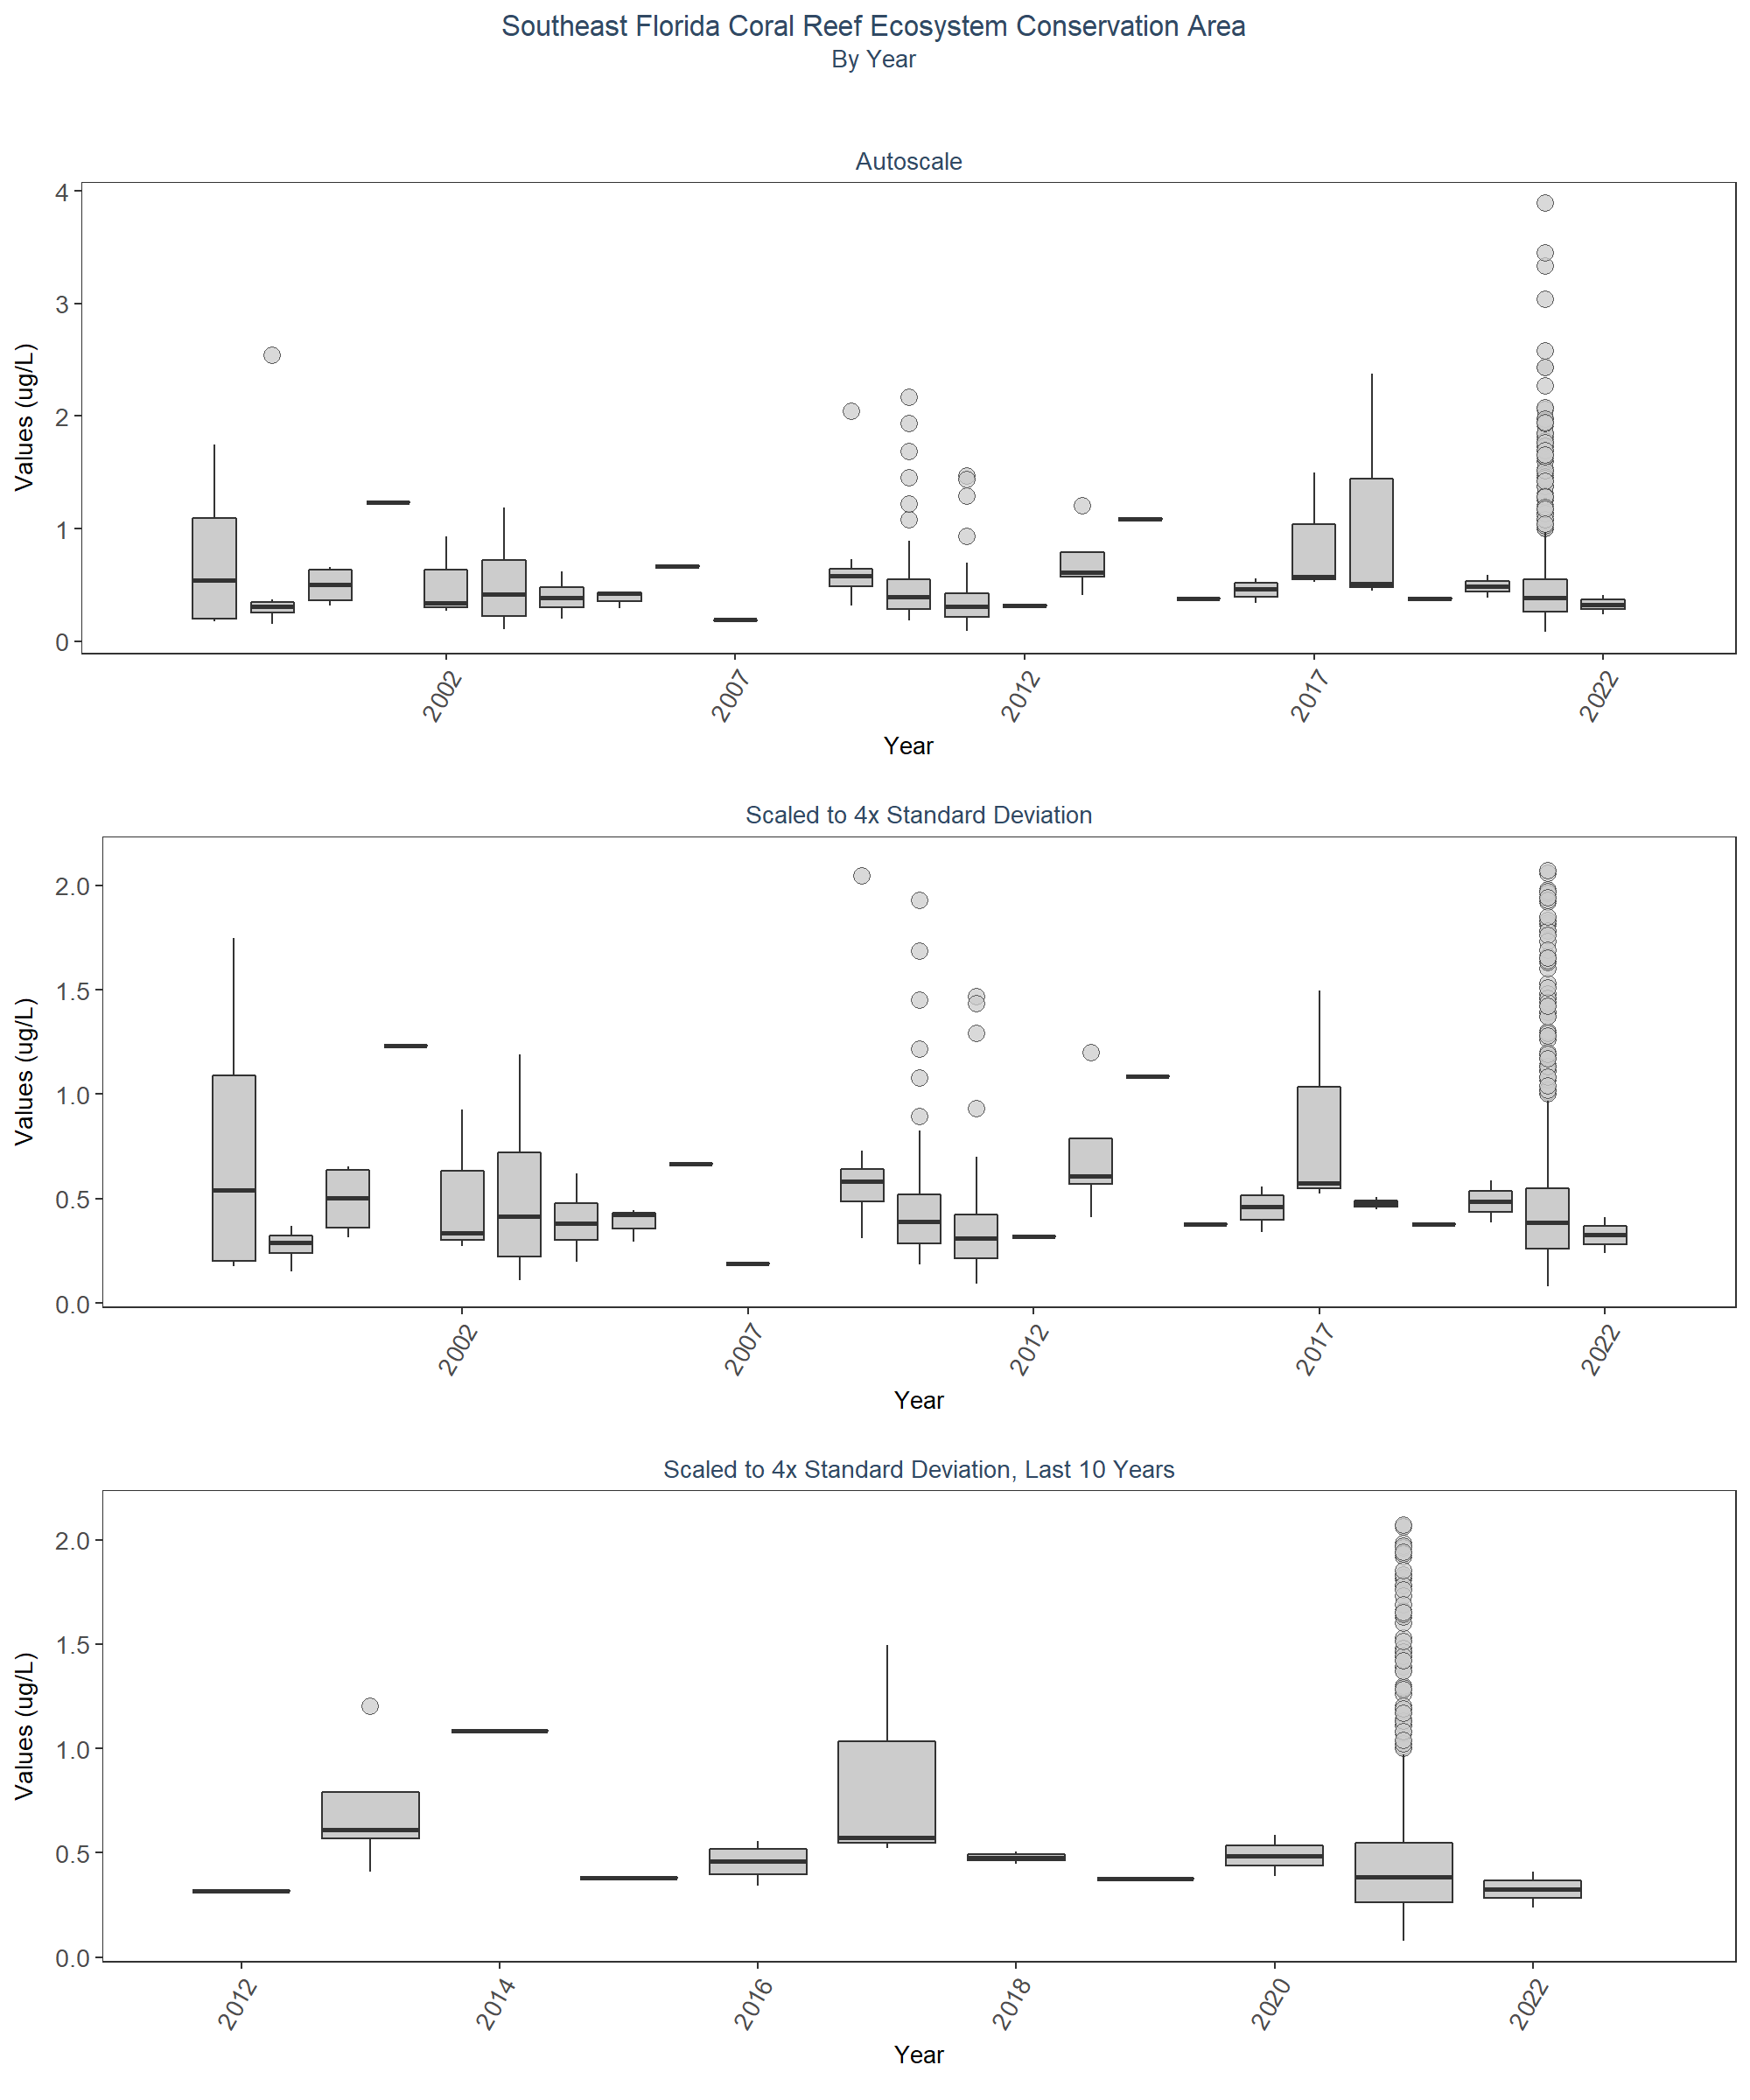 Southeast Florida Coral Reef Ecosystem Conservation Area
By Year
Autoscale
Values (ug/L)
4
3
2
1
0
2002
2007
2012
2017
2022
Year
Scaled to 4x Standard Deviation
Values (ug/L)
2.0
1.5
1.0
0.5
0.0
2002
2007
2012
2017
2022
Year
Scaled to 4x Standard Deviation, Last 10 Years
Values (ug/L)
2.0
1.5
1.0
0.5
0.0
2012
2014
2016
2018
2020
2022
Year